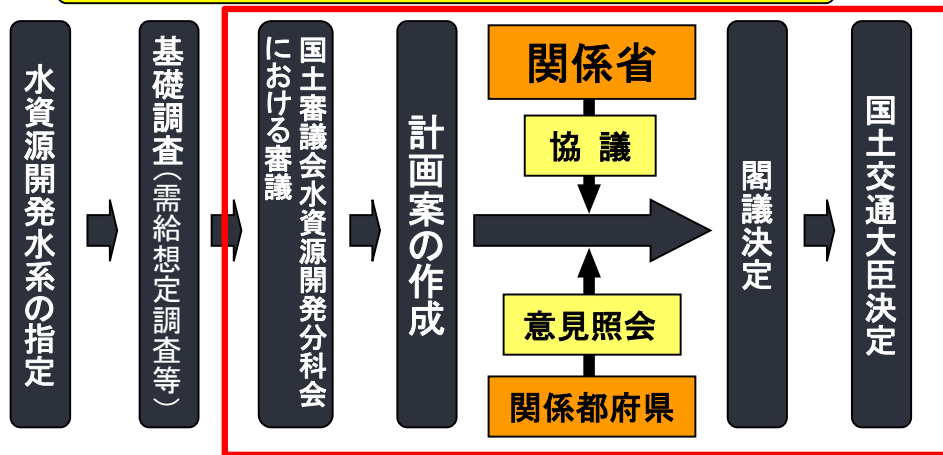 水資源開発水系の指定
基礎調査(需給想定調査等)
国土審議会水資源開発分科会
における審議
計画案の作成
関係省
協 議
意見照会
関係都府県
閣議決定
国土交通大臣決定